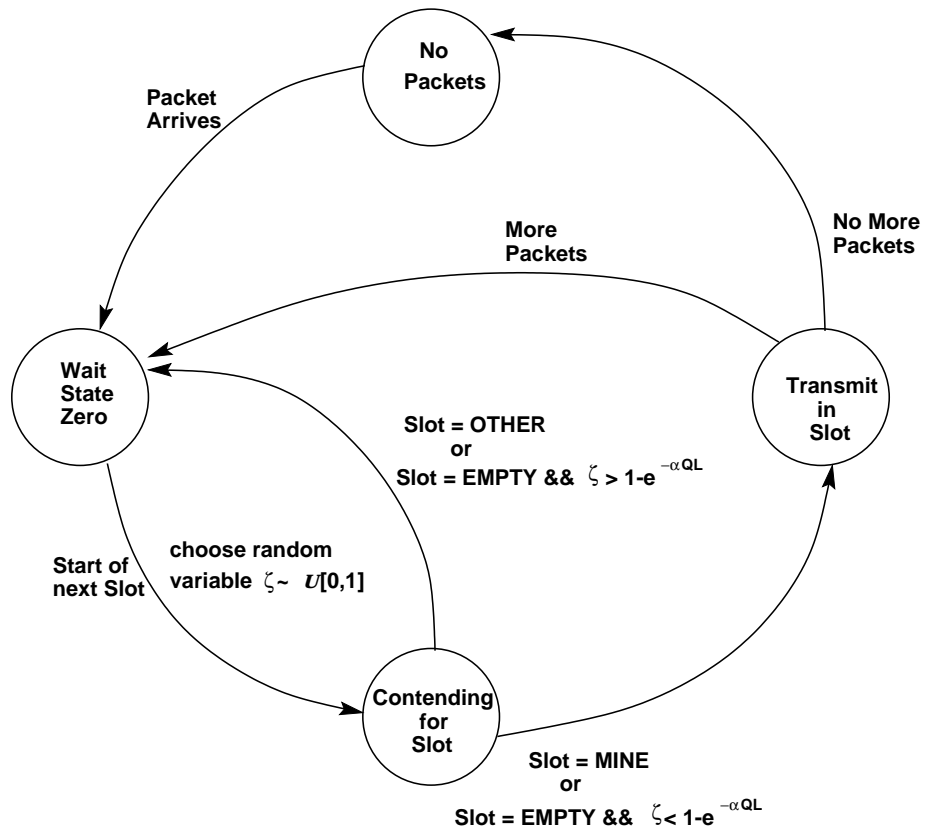 No
Packets
Packet
Arrives
More
Packets
No More
Packets
Wait
State
Zero
Transmit
in
Slot
Slot = OTHER
or
Slot = EMPTY && ζ > 1-e^{-αQL}
Start of
next Slot
choose random
variable ζ ~ U[0,1]
Contending
for
Slot
Slot = MINE
or
Slot = EMPTY && ζ < 1-e^{-αQL}